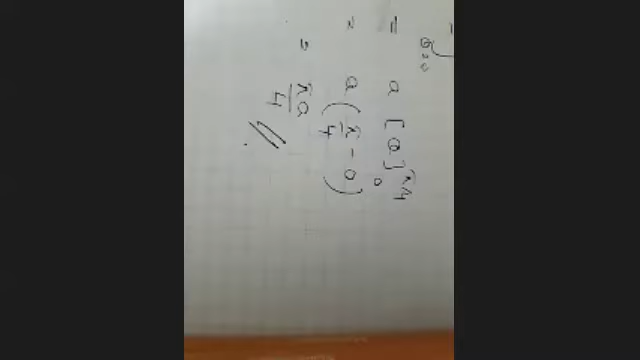 = a [θ]₀^π/4
= a (π/4 - 0)
= πa/4 //